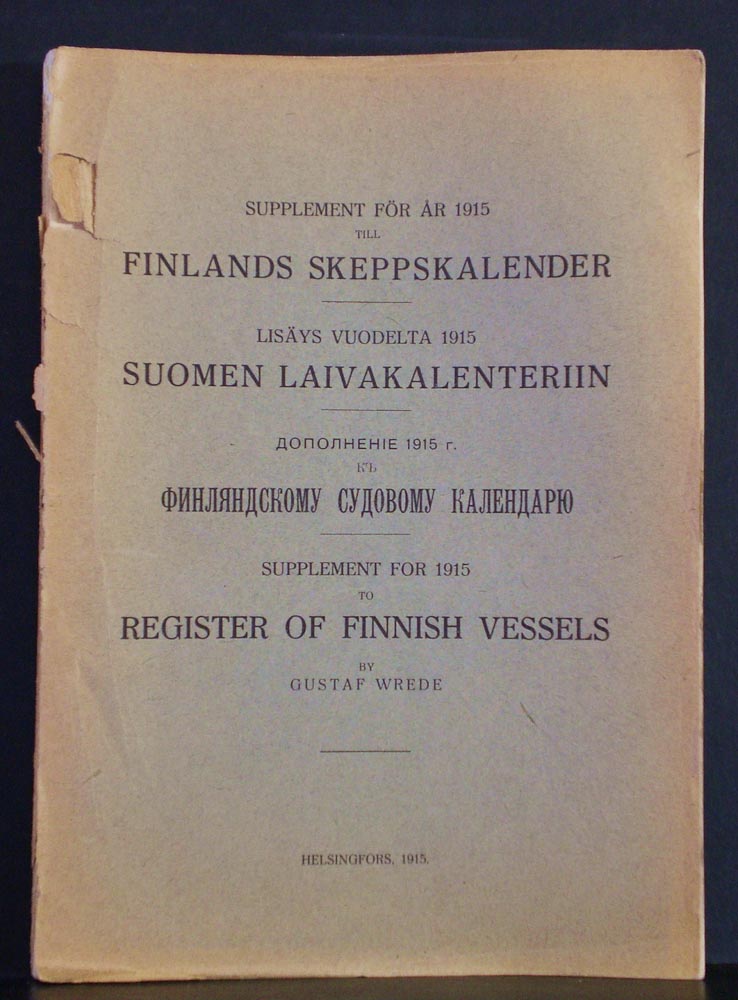 SUPPLEMENT FÖR ÅR 1915
TILL
FINLANDS SKEPPSKALENDER
LISÄYS VUODELTA 1915
SUOMEN LAIVAKALENTERIIN
ДОПОЛНЕНІЕ 1915 г.
КЪ
ФИНЛЯНДСКОМУ СУДОВОМУ КАЛЕНДАРЮ
SUPPLEMENT FOR 1915
TO
REGISTER OF FINNISH VESSELS
BY
GUSTAF WREDE
HELSINGFORS, 1915.